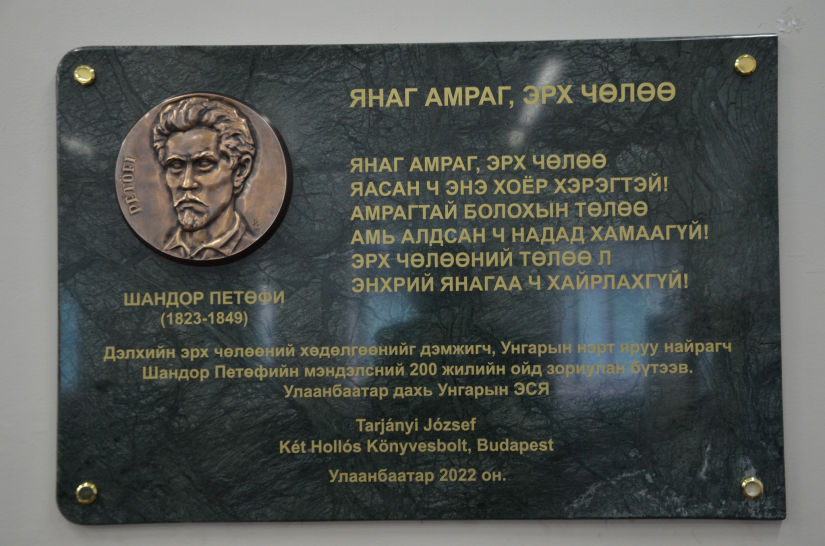 ЯНАГ АМРАГ, ЭРХ ЧӨЛӨӨ
ЯНАГ АМРАГ, ЭРХ ЧӨЛӨӨ
ЯАСАН Ч ЭНЭ ХОЁР ХЭРЭГТЭЙ!
АМРАГТАЙ БОЛОХЫН ТӨЛӨӨ
АМЬ АЛДСАН Ч НАДАД ХАМААГҮЙ!
ЭРХ ЧӨЛӨӨНИЙ ТӨЛӨӨ Л
ЭНХРИЙ ЯНАГАА Ч ХАЙРЛАХГҮЙ!
PETŐFI
ШАНДОР ПЕТӨФИ
(1823-1849)
Дэлхийн эрх чөлөөний хөдөлгөөнийг дэмжигч, Унгарын нэрт яруу найрагч
Шандор Петөфийн мэндэлсний 200 жилийн ойд зориулан бүтээв.
Улаанбаатар дахь Унгарын ЭСЯ
Tarjányi József
Két Hollós Könyvesbolt, Budapest
Улаанбаатар 2022 он.